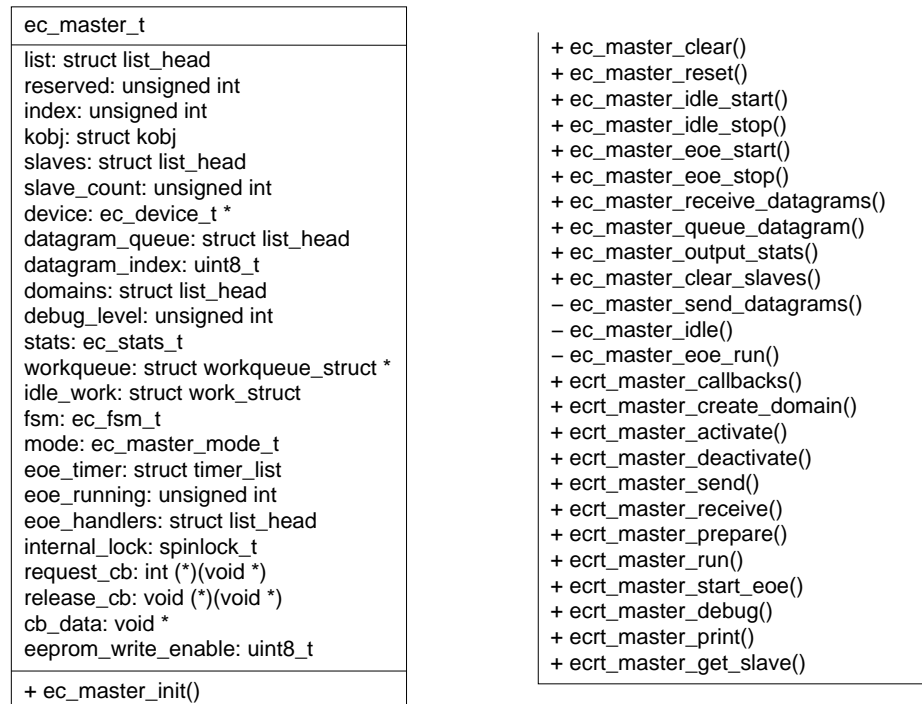 ec_master_t
list: struct list_head
reserved: unsigned int
index: unsigned int
kobj: struct kobj
slaves: struct list_head
slave_count: unsigned int
device: ec_device_t *
datagram_queue: struct list_head
datagram_index: uint8_t
domains: struct list_head
debug_level: unsigned int
stats: ec_stats_t
workqueue: struct workqueue_struct *
idle_work: struct work_struct
fsm: ec_fsm_t
mode: ec_master_mode_t
eoe_timer: struct timer_list
eoe_running: unsigned int
eoe_handlers: struct list_head
internal_lock: spinlock_t
request_cb: int (*)(void *)
release_cb: void (*)(void *)
cb_data: void *
eeprom_write_enable: uint8_t
+ ec_master_init()
+ ec_master_clear()
+ ec_master_reset()
+ ec_master_idle_start()
+ ec_master_idle_stop()
+ ec_master_eoe_start()
+ ec_master_eoe_stop()
+ ec_master_receive_datagrams()
+ ec_master_queue_datagram()
+ ec_master_output_stats()
+ ec_master_clear_slaves()
− ec_master_send_datagrams()
− ec_master_idle()
− ec_master_eoe_run()
+ ecrt_master_callbacks()
+ ecrt_master_create_domain()
+ ecrt_master_activate()
+ ecrt_master_deactivate()
+ ecrt_master_send()
+ ecrt_master_receive()
+ ecrt_master_prepare()
+ ecrt_master_run()
+ ecrt_master_start_eoe()
+ ecrt_master_debug()
+ ecrt_master_print()
+ ecrt_master_get_slave()